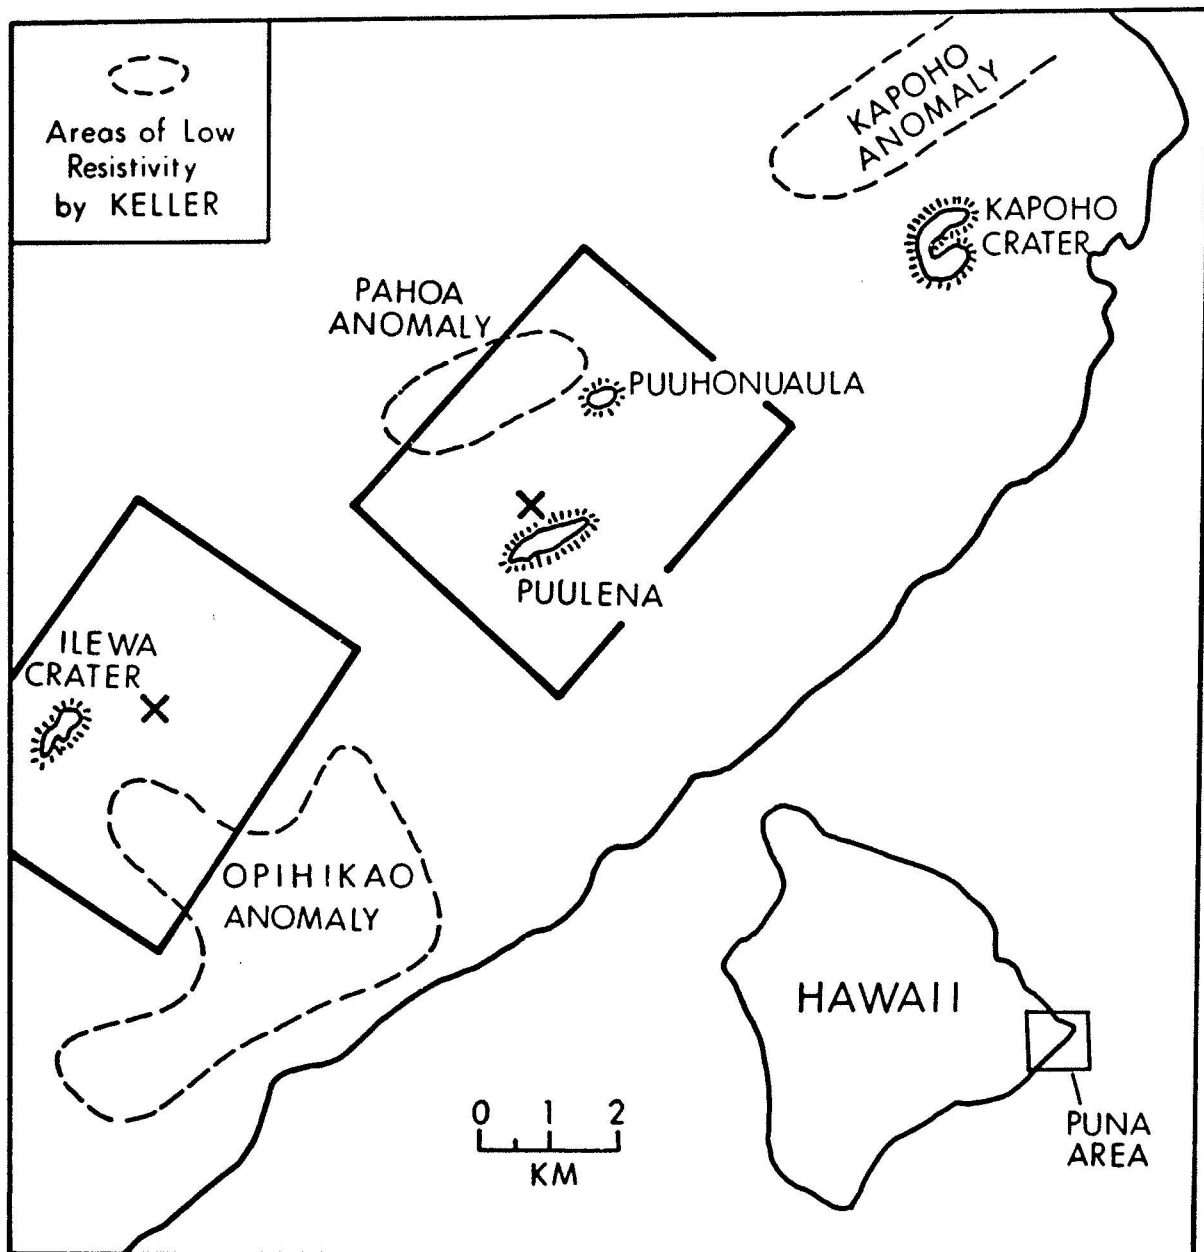 Areas of Low
Resistivity
by KELLER
KAPOHO
ANOMALY
KAPOHO
CRATER
PAHOA
ANOMALY
PUUHONUAULA
PUULENA
ILEWA
CRATER
OPIHIKAO
ANOMALY
HAWAII
PUNA
AREA
0 1 2
KM